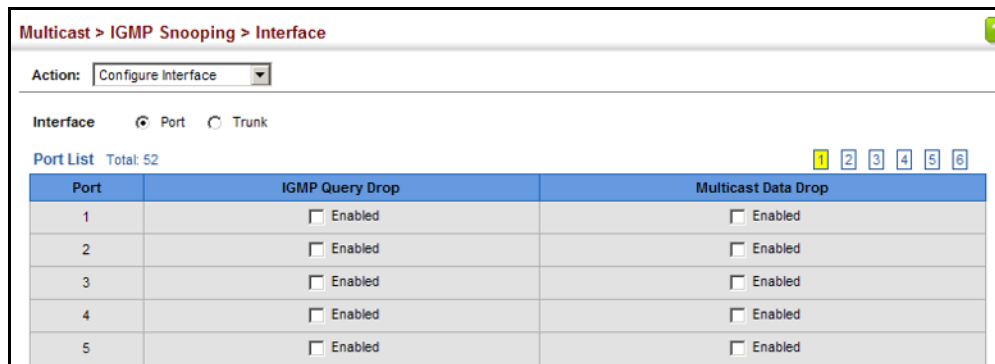 Multicast > IGMP Snooping > Interface
Action: Configure Interface
Interface Port Trunk
Port List Total: 52 1 2 3 4 5 6
Port IGMP Query Drop Multicast Data Drop
1 Enabled Enabled
2 Enabled Enabled
3 Enabled Enabled
4 Enabled Enabled
5 Enabled Enabled